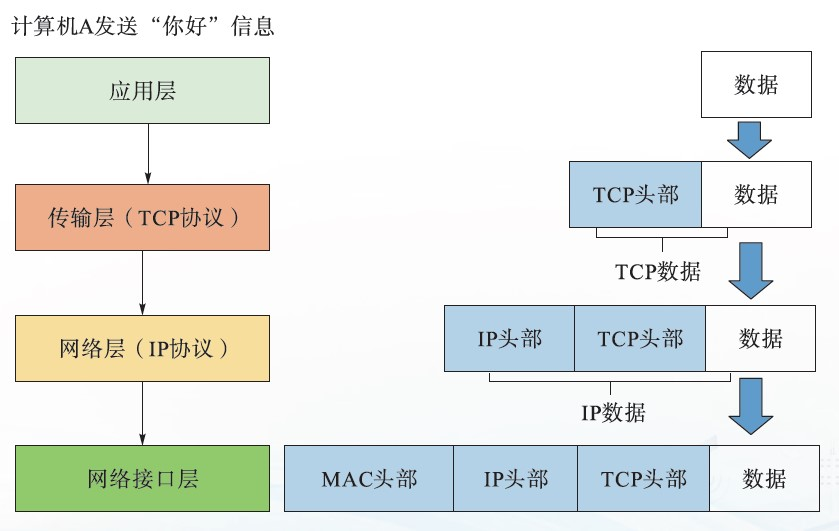 计算机A发送“你好”信息
应用层
数据
传输层（TCP协议）
TCP头部
数据
TCP数据
网络层（IP协议）
IP头部
TCP头部
数据
IP数据
网络接口层
MAC头部
IP头部
TCP头部
数据